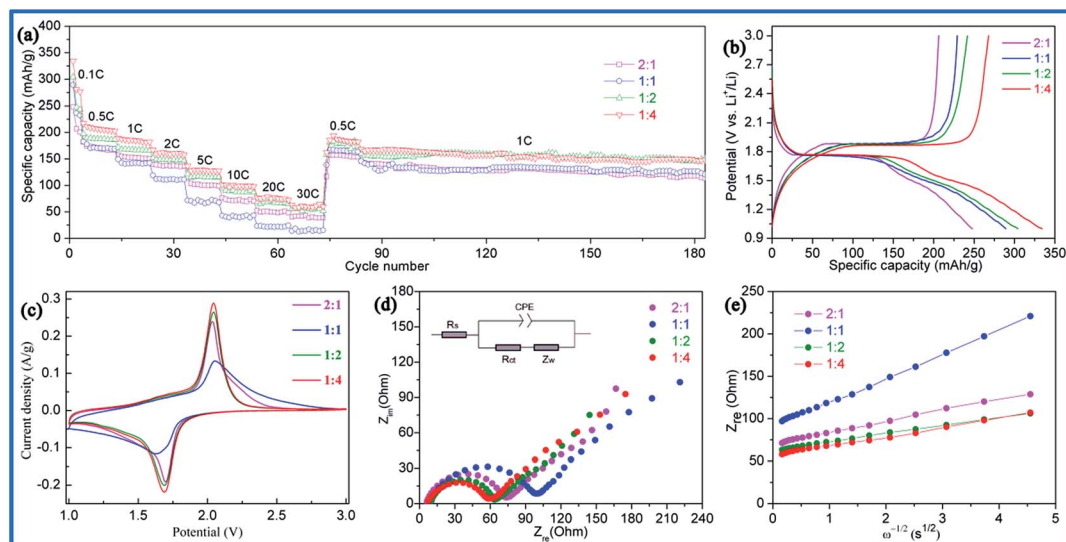 (a)
400
350
300
250
200
150
100
50
0
Specific capacity (mAh/g)
0.1C
0.5C
1C
2C
5C
10C
20C
30C
0.5C
1C
2:1
1:1
1:2
1:4
0 30 60 90 120 150 180
Cycle number
(b)
3.0
2.7
2.4
2.1
1.8
1.5
1.2
0.9
Potential (V vs. Li⁺/Li)
2:1
1:1
1:2
1:4
0 50 100 150 200 250 300 350
Specific capacity (mAh/g)
(c)
0.3
0.2
0.1
0.0
-0.1
-0.2
Current density (A/g)
2:1
1:1
1:2
1:4
1.0 1.5 2.0 2.5 3.0
Potential (V)
(d)
180
150
120
90
60
30
0
Z_im(Ohm)
Rs
CPE
Rct
Zw
2:1
1:1
1:2
1:4
0 30 60 90 120 150 180 210 240
Z_re(Ohm)
(e)
250
200
150
100
50
0
Zre (Ohm)
2:1
1:1
1:2
1:4
0 1 2 3 4 5
ω^-1/2 (s^1/2)